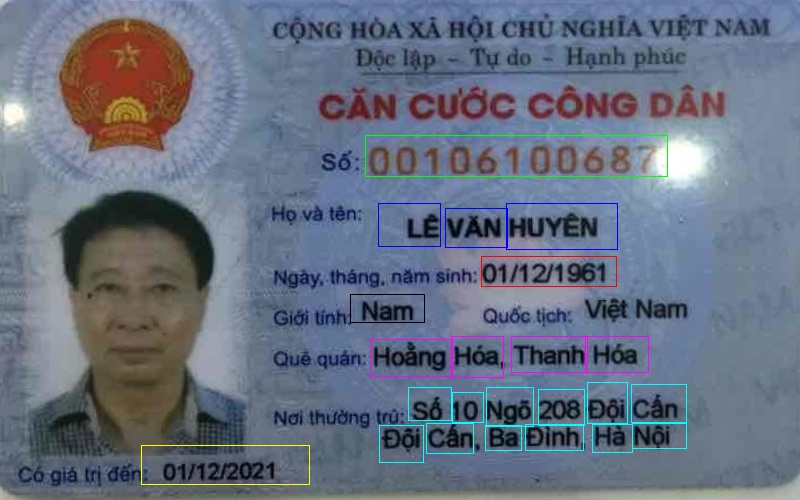 CỘNG HÒA XÃ HỘI CHỦ NGHĨA VIỆT NAM
Độc lập - Tự do - Hạnh phúc
CĂN CƯỚC CÔNG DÂN
Số: 001061006877
Họ và tên: LÊ VĂN HUYÊN
Ngày, tháng, năm sinh: 01/12/1961
Giới tính: Nam Quốc tịch: Việt Nam
Quê quán: Hoằng Hóa, Thanh Hóa
Nơi thường trú: Số 10 Ngõ 208 Đội Cấn
Đội Cấn, Ba Đình, Hà Nội
Có giá trị đến: 01/12/2021